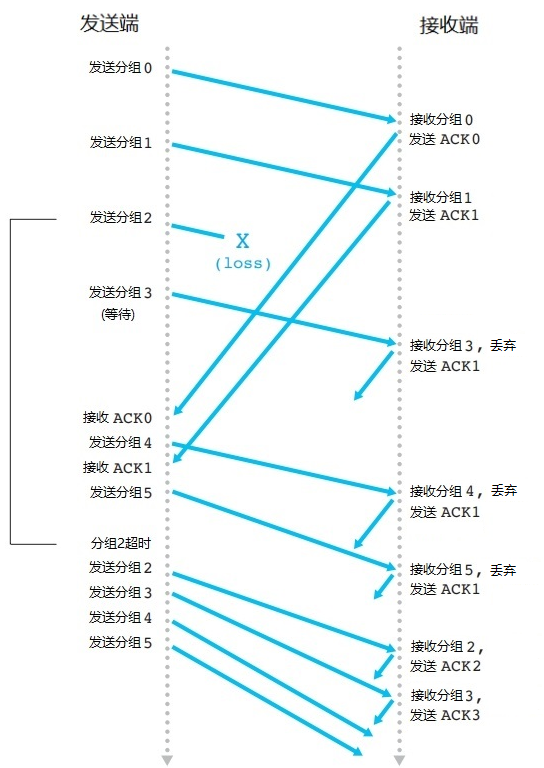 发送端
接收端
发送分组0
接收分组0
发送 ACK0
发送分组1
接收分组1
发送 ACK1
发送分组2
X
(loss)
发送分组3
(等待)
接收分组3, 丢弃
发送 ACK1
接收 ACK0
发送分组4
接收 ACK1
发送分组5
接收分组4, 丢弃
发送 ACK1
分组2超时
发送分组2
发送分组3
发送分组4
发送分组5
接收分组5, 丢弃
发送 ACK1
接收分组2,
发送 ACK2
接收分组3,
发送 ACK3